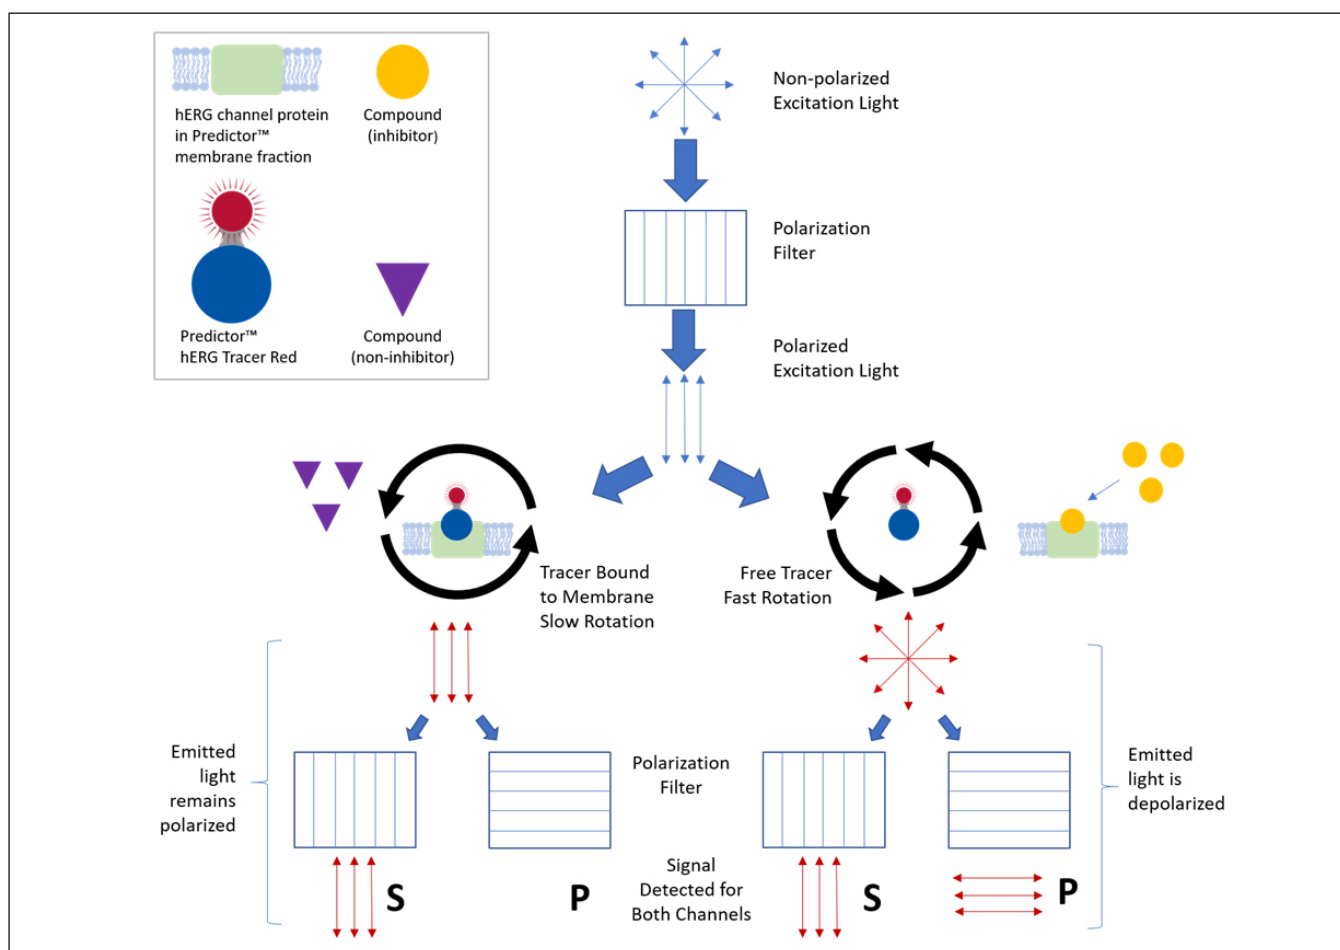 hERG channel protein
in Predictor™
membrane fraction
Compound
(inhibitor)
Predictor™
hERG Tracer Red
Compound
(non-inhibitor)
Non-polarized
Excitation Light
Polarization
Filter
Polarized
Excitation Light
Tracer Bound
to Membrane
Slow Rotation
Free Tracer
Fast Rotation
Emitted
light
remains
polarized
Polarization
Filter
Emitted
light is
depolarized
S
P
Signal
Detected for
Both Channels
S
P